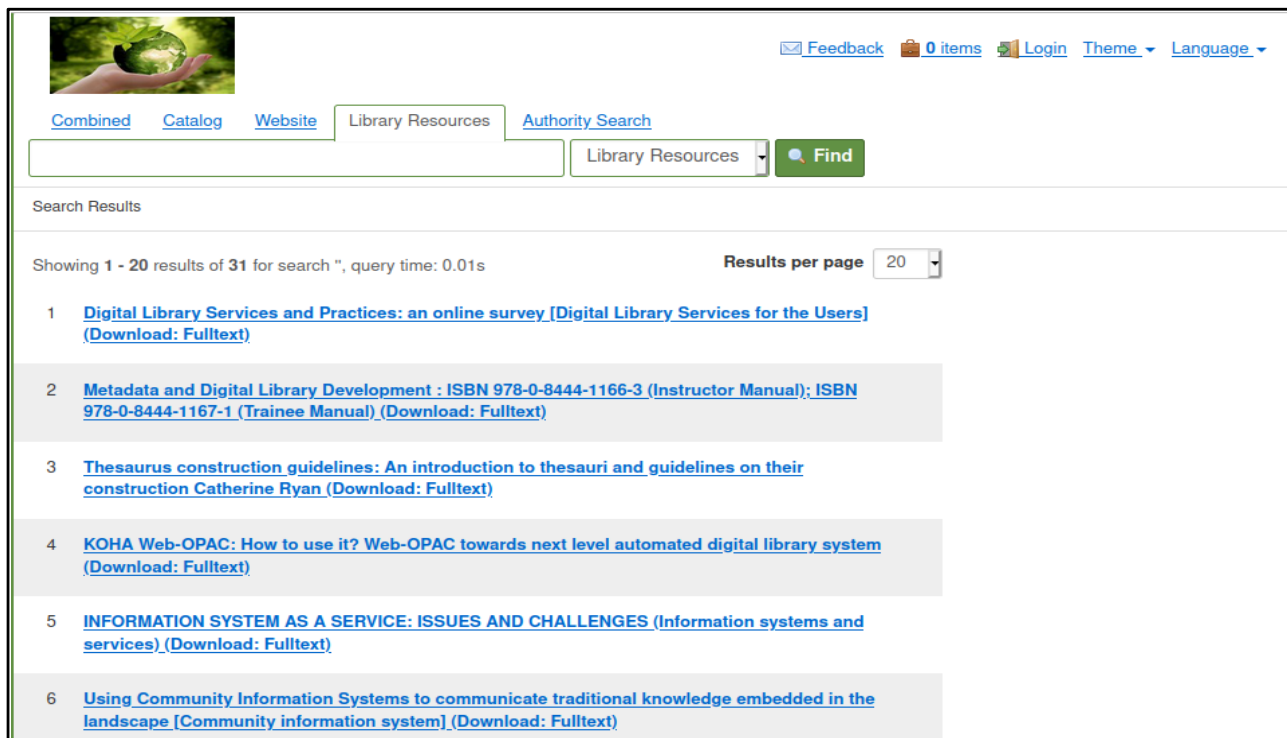 Feedback 0 items Login Theme Language
Combined Catalog Website Library Resources Authority Search
Library Resources Find
Search Results
Showing 1 - 20 results of 31 for search '', query time: 0.01s Results per page 20
1 Digital Library Services and Practices: an online survey [Digital Library Services for the Users]
(Download: Fulltext)
2 Metadata and Digital Library Development : ISBN 978-0-8444-1166-3 (Instructor Manual); ISBN
978-0-8444-1167-1 (Trainee Manual) (Download: Fulltext)
3 Thesaurus construction guidelines: An introduction to thesauri and guidelines on their
construction Catherine Ryan (Download: Fulltext)
4 KOHA Web-OPAC: How to use it? Web-OPAC towards next level automated digital library system
(Download: Fulltext)
5 INFORMATION SYSTEM AS A SERVICE: ISSUES AND CHALLENGES (Information systems and
services) (Download: Fulltext)
6 Using Community Information Systems to communicate traditional knowledge embedded in the
landscape [Community information system] (Download: Fulltext)